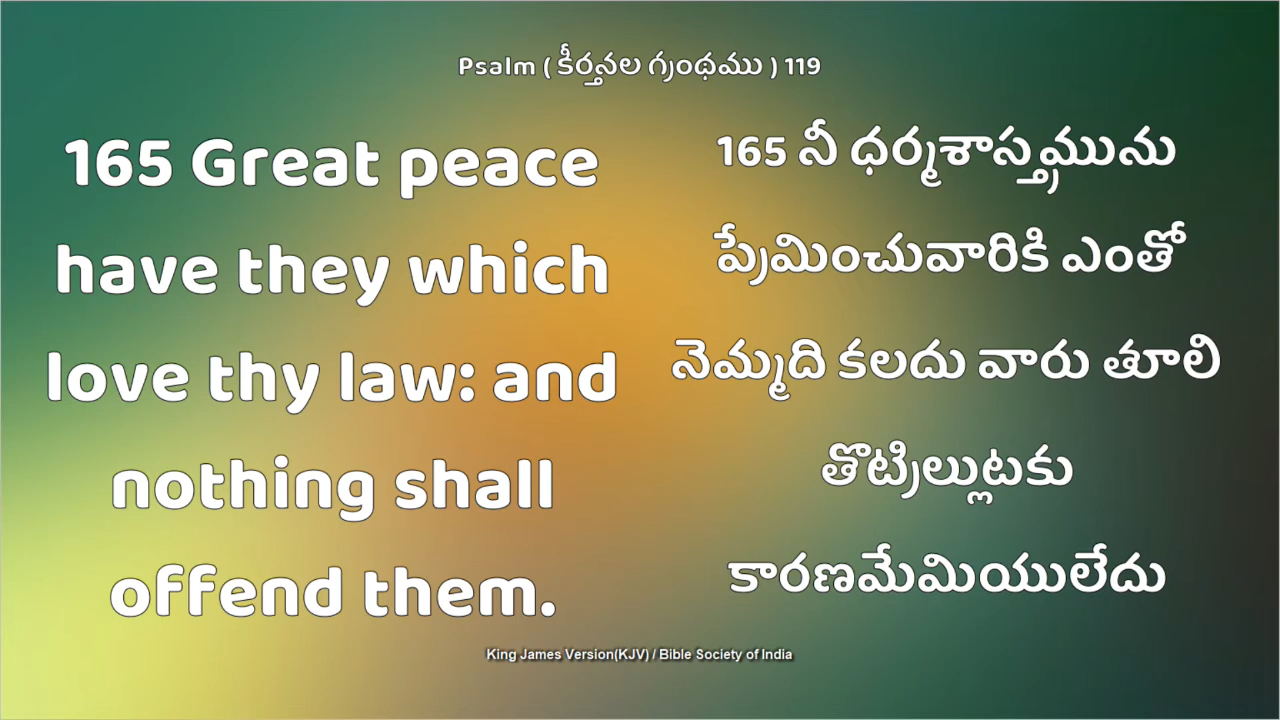 Psalm ( కీర్తనల గ్రంథము ) 119
165 Great peace
have they which
love thy law: and
nothing shall
offend them.
165 నీ ధర్మశాస్త్రమును
ప్రేమించువారికి ఎంతో
నెమ్మది కలదు వారు తూలి
తొట్రిల్లుటకు
కారణమేమియులేదు
King James Version(KJV) / Bible Society of India